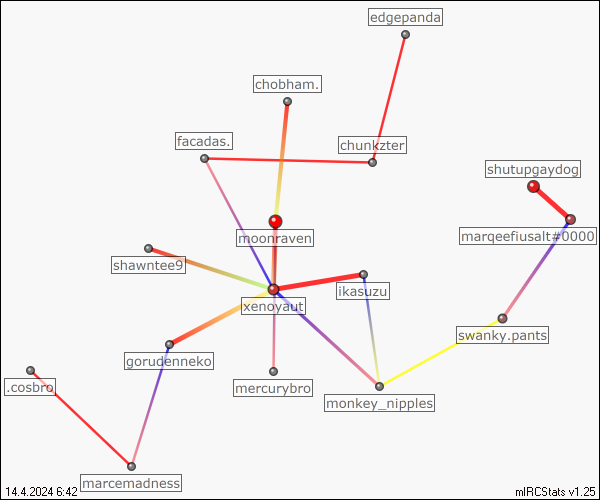 edgepanda
chobham.
facadas.
chunkzter
shutupgaydog
moonraven
marqeefiusalt#0000
shawntee9
ikasuzu
xenoyaut
swanky.pants
gorudenneko
.cosbro
mercurybro
monkey_nipples
marcemadness
14.4.2024 6:42
mIRCStats v1.25